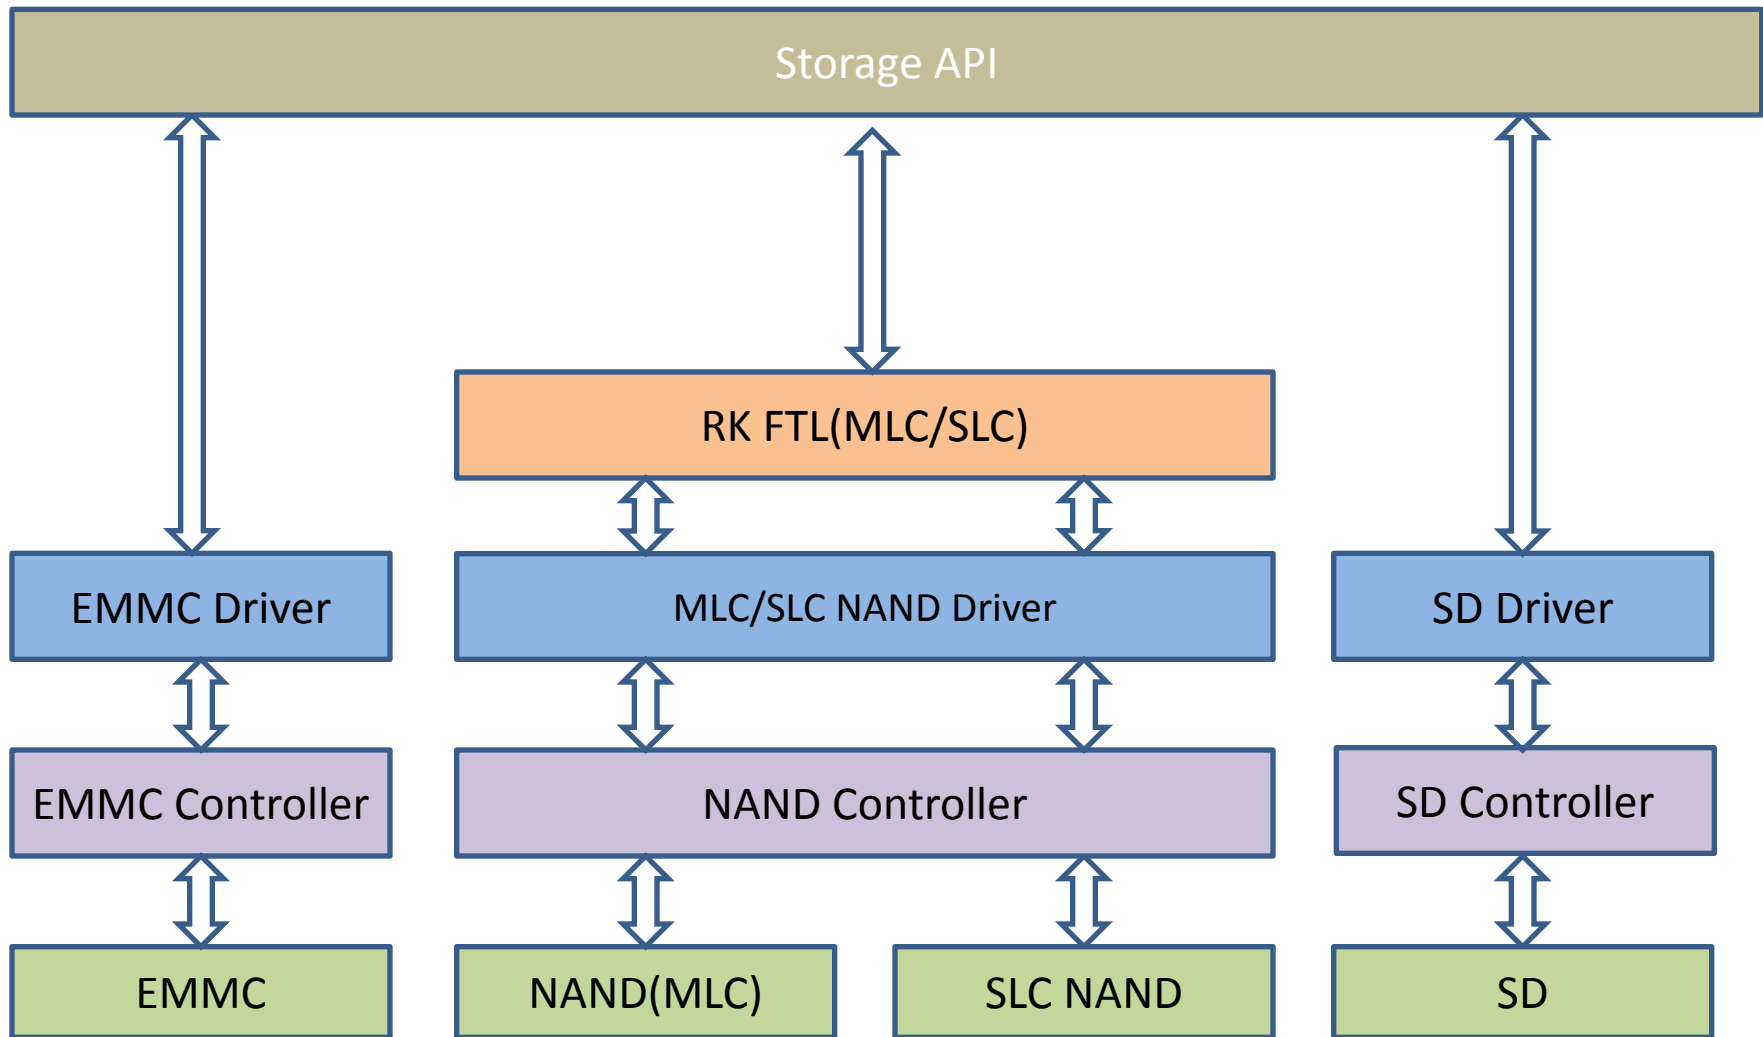 Storage API
RK FTL(MLC/SLC)
EMMC Driver
MLC/SLC NAND Driver
SD Driver
EMMC Controller
NAND Controller
SD Controller
EMMC
NAND(MLC)
SLC NAND
SD